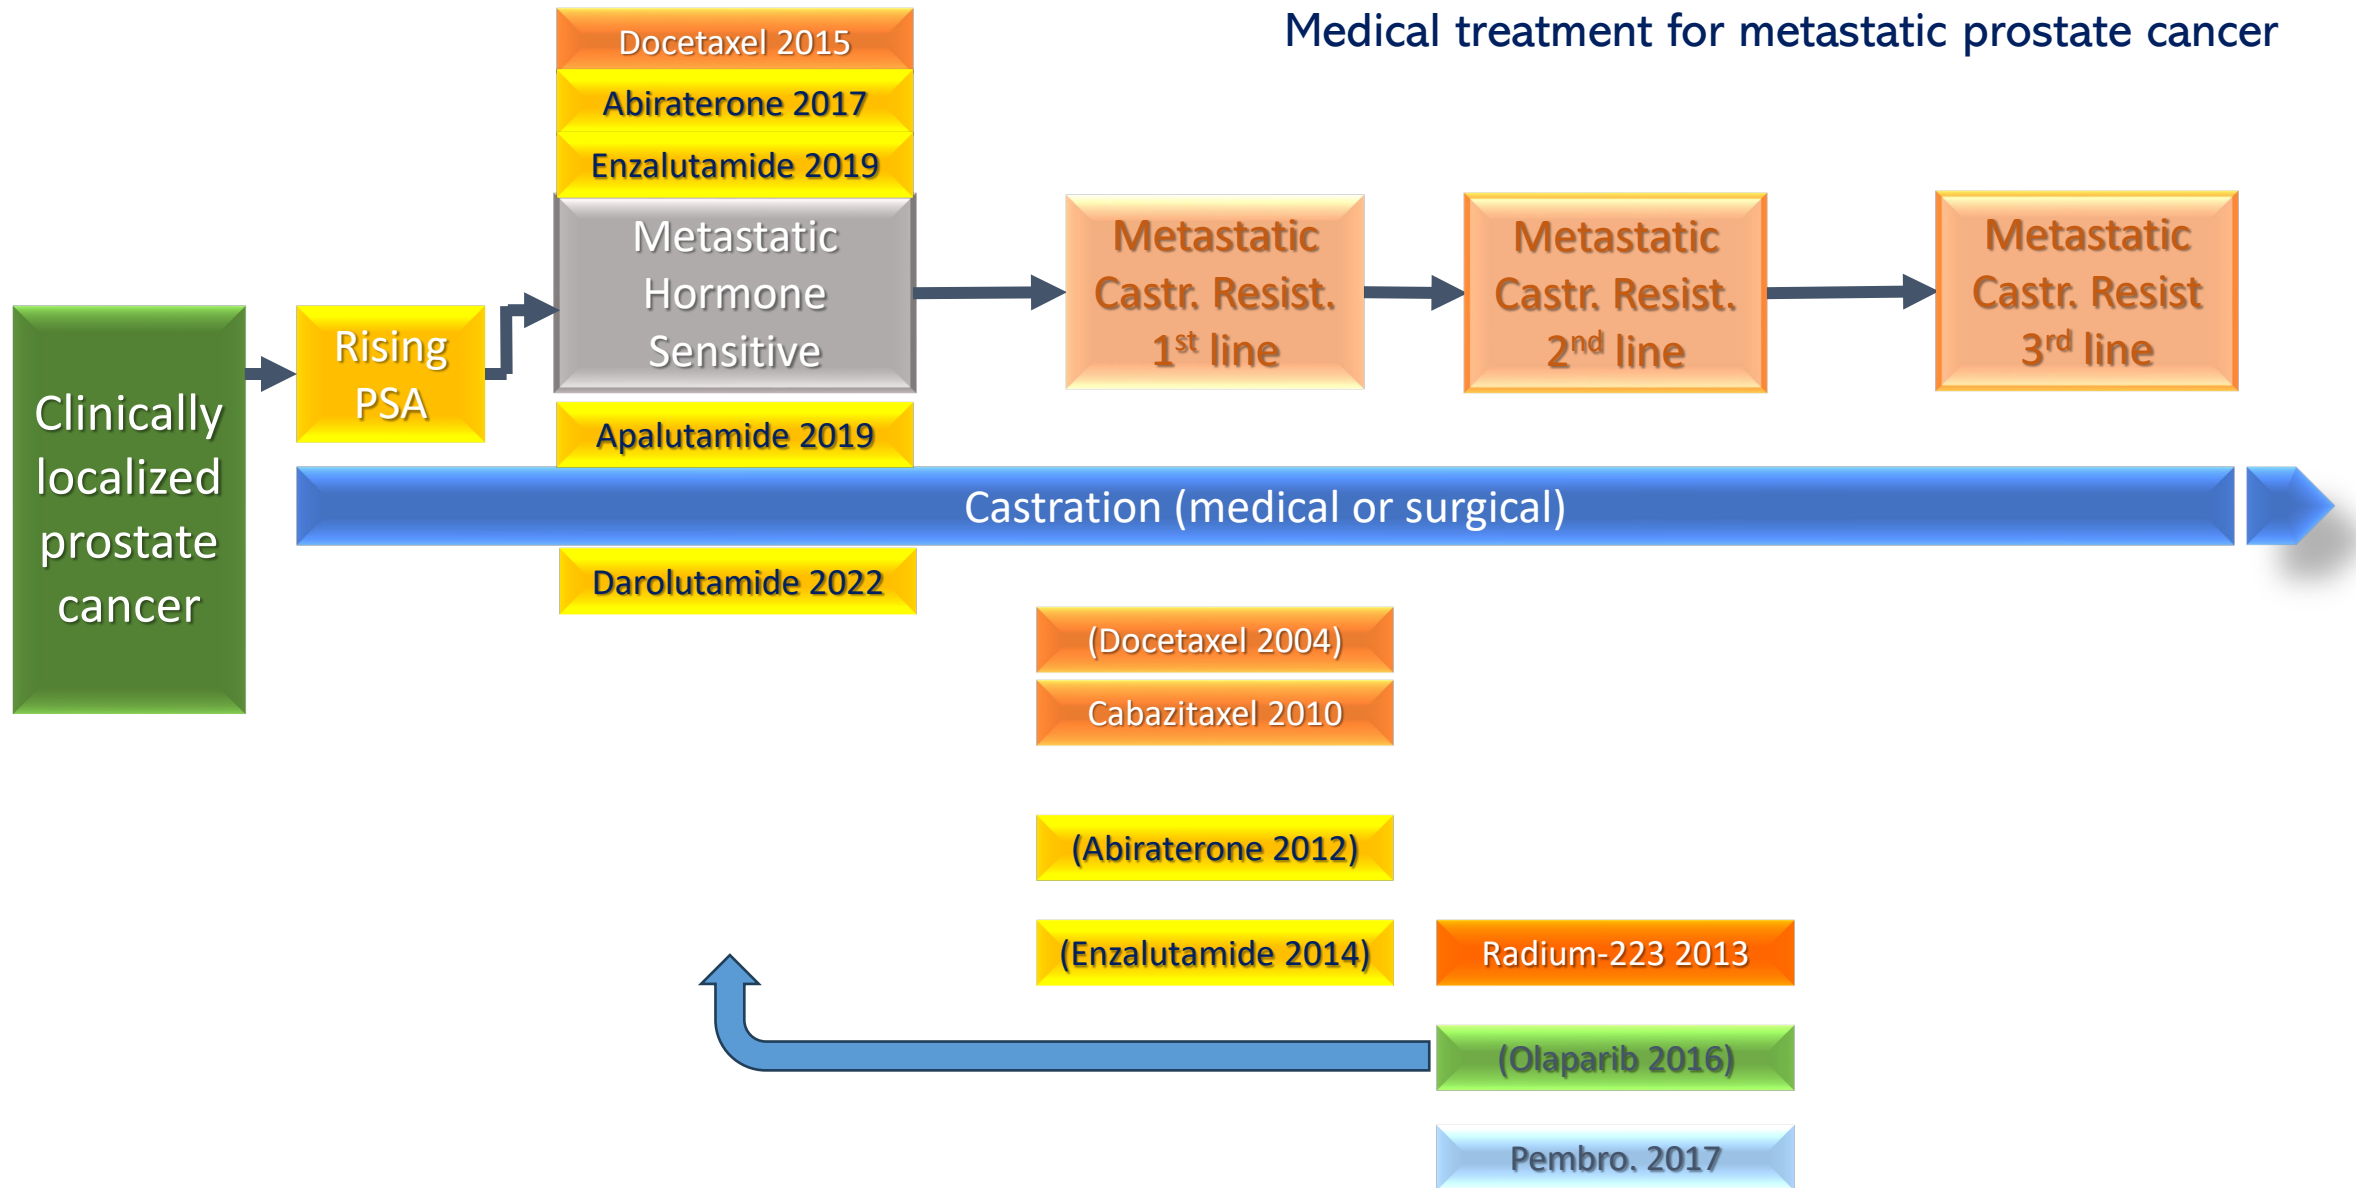 Medical treatment for metastatic prostate cancer
Docetaxel 2015
Abiraterone 2017
Enzalutamide 2019
Metastatic
Hormone
Sensitive
Metastatic
Castr. Resist.
1st line
Metastatic
Castr. Resist.
2nd line
Metastatic
Castr. Resist
3rd line
Rising
PSA
Clinically
localized
prostate
cancer
Apalutamide 2019
Castration (medical or surgical)
Darolutamide 2022
(Docetaxel 2004)
Cabazitaxel 2010
(Abiraterone 2012)
(Enzalutamide 2014)
Radium-223 2013
(Olaparib 2016)
Pembro. 2017